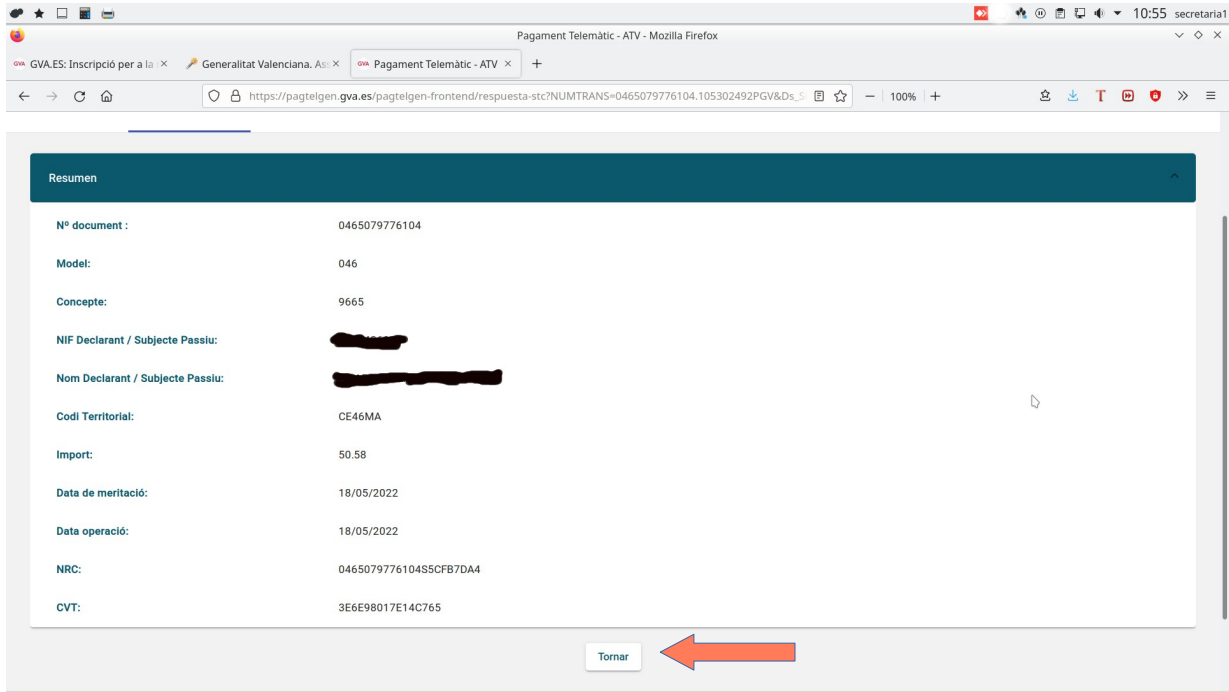 10:55 secretaria1
Pagament Telemàtic - ATV - Mozilla Firefox
GVA GVA.ES: Inscripció per a la
Generalitat Valenciana. As
GVA Pagament Telemàtic - ATV
https://pagtelgen.gva.es/pagtelgen-frontend/respuesta-stc?NUMTRANS=0465079776104.105302492PGV&Ds_S
100%
Resumen
Nº document : 0465079776104
Model: 046
Concepte: 9665
NIF Declarant / Subjecte Passiu:
Nom Declarant / Subjecte Passiu:
Codi Territorial: CE46MA
Import: 50.58
Data de meritació: 18/05/2022
Data operació: 18/05/2022
NRC: 0465079776104S5CFB7DA4
CVT: 3E6E98017E14C765
Tornar